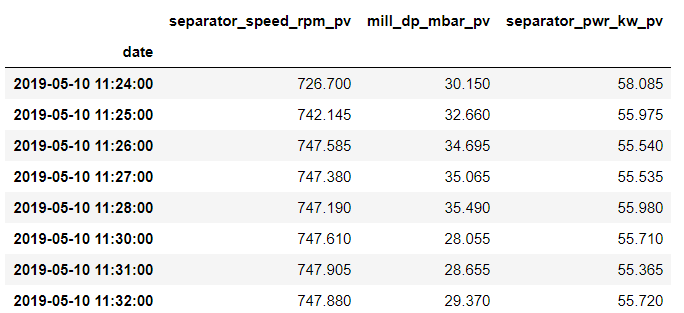 separator_speed_rpm_pv mill_dp_mbar_pv separator_pwr_kw_pv
date
2019-05-10 11:24:00 726.700 30.150 58.085
2019-05-10 11:25:00 742.145 32.660 55.975
2019-05-10 11:26:00 747.585 34.695 55.540
2019-05-10 11:27:00 747.380 35.065 55.535
2019-05-10 11:28:00 747.190 35.490 55.980
2019-05-10 11:30:00 747.610 28.055 55.710
2019-05-10 11:31:00 747.905 28.655 55.365
2019-05-10 11:32:00 747.880 29.370 55.720